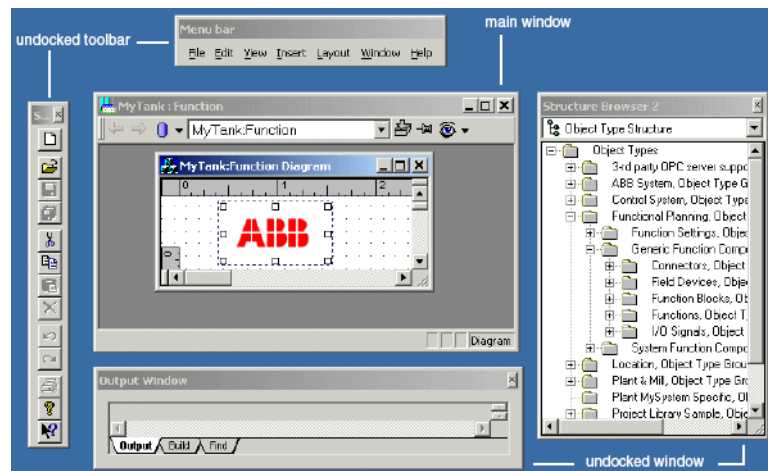 undocked toolbar
Menu bar
File Edit View Insert Layout Window Help
main window
S...
MyTank : Function
MyTank:Function
MyTank:Function Diagram
0 1 2
ABB
Diagram
Structure Browser 2
Object Type Structure
Object Types
3rd party OPC server suppo
ABB System, Object Type G
Control System, Object Type
Functional Planning, Object
Function Settings, Objec
Generic Function Compo
Connectors, Object
Field Devices, Objec
Function Blocks, Ob
Functions, Object T
I/O Signals, Object
System Function Compo
Location, Object Type Grou
Plant & Mill, Object Type Gro
Plant MySystem Specific, Ob
Project Library Sample, Objec
Output Window
Output Build Find
undocked window